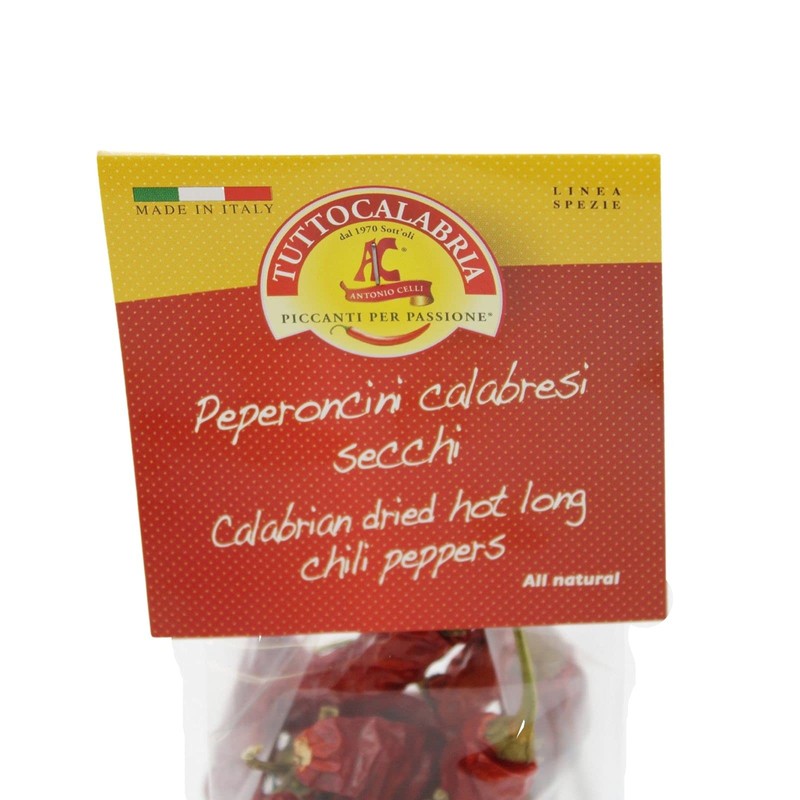 MADE IN ITALY
LINEA
SPEZIE
TUTTOCALABRIA
dal 1970 Sott'oli
AC®
ANTONIO CELLI
PICCANTI PER PASSIONE®
Peperoncini calabresi
secchi
Calabrian dried hot long
chili peppers
All natural